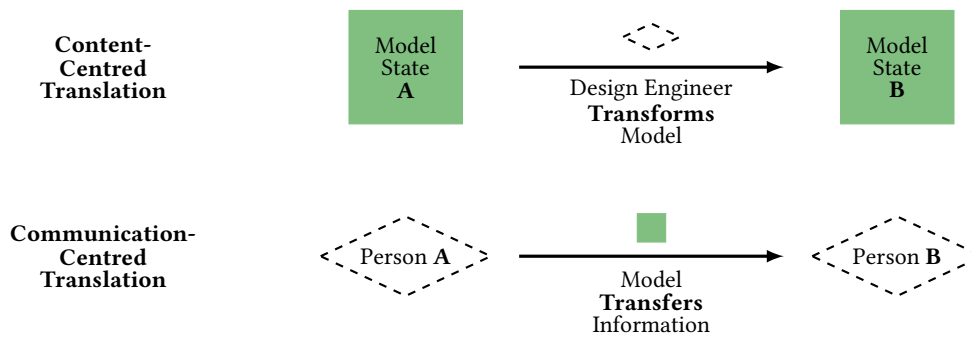 Content-
Centred
Translation
Model
State
A
Design Engineer
Transforms
Model
Model
State
B
Communication-
Centred
Translation
Person A
Model
Transfers
Information
Person B